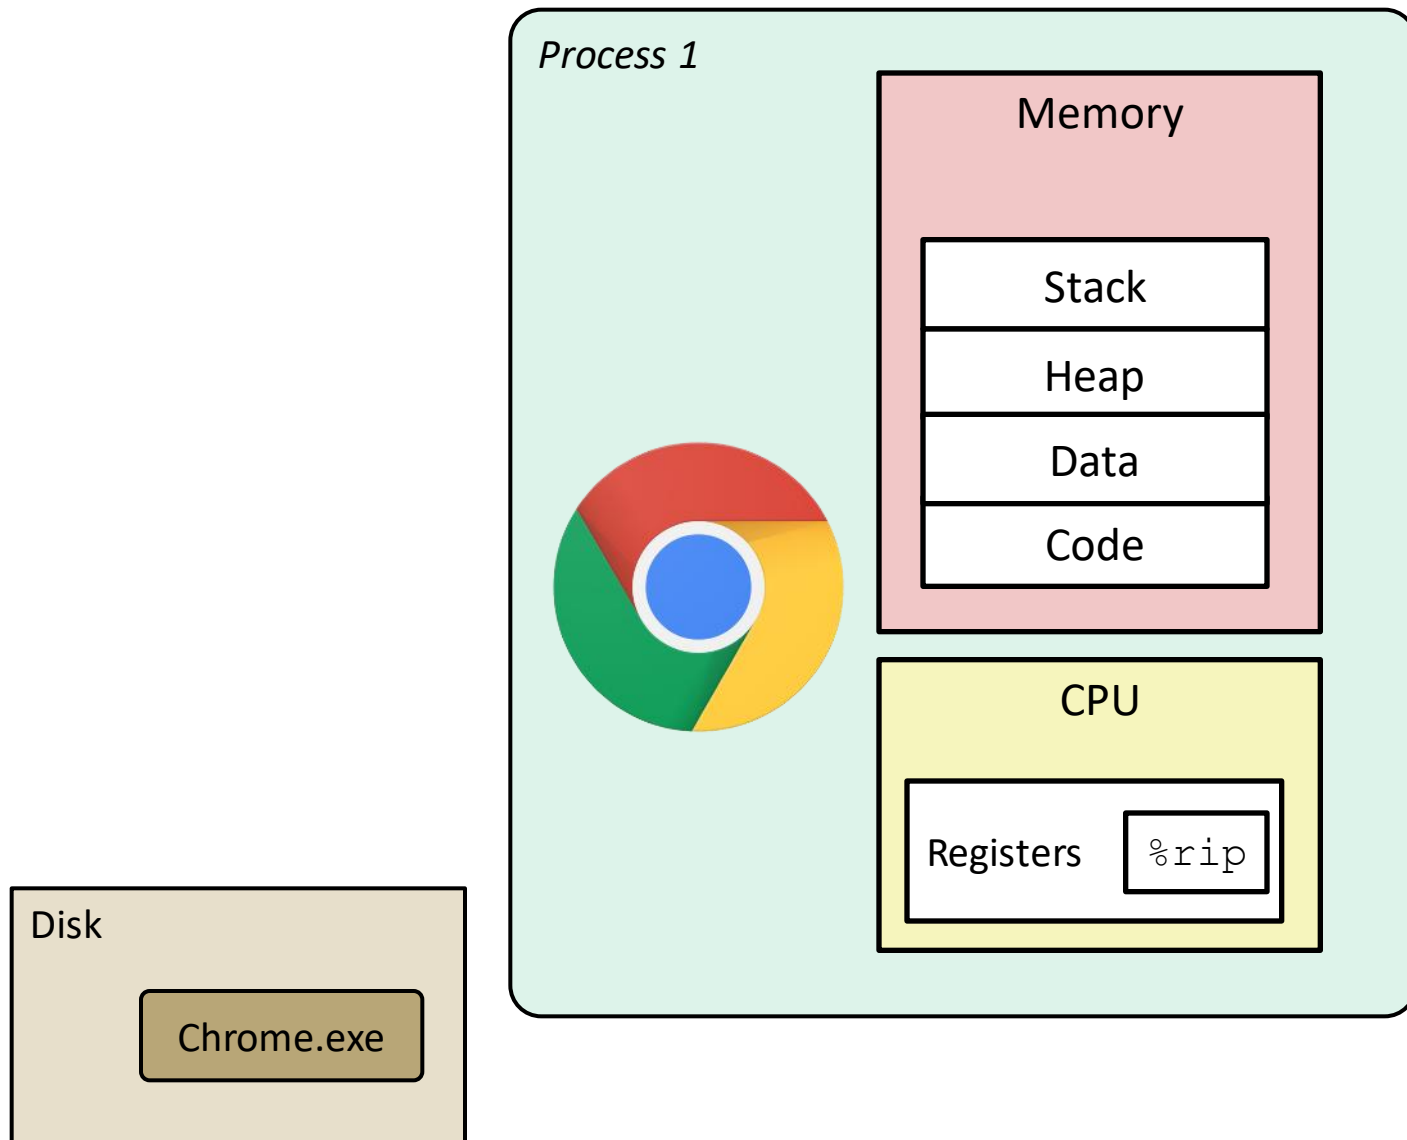 Process 1
Memory
Stack
Heap
Data
Code
CPU
Registers %rip
Disk
Chrome.exe